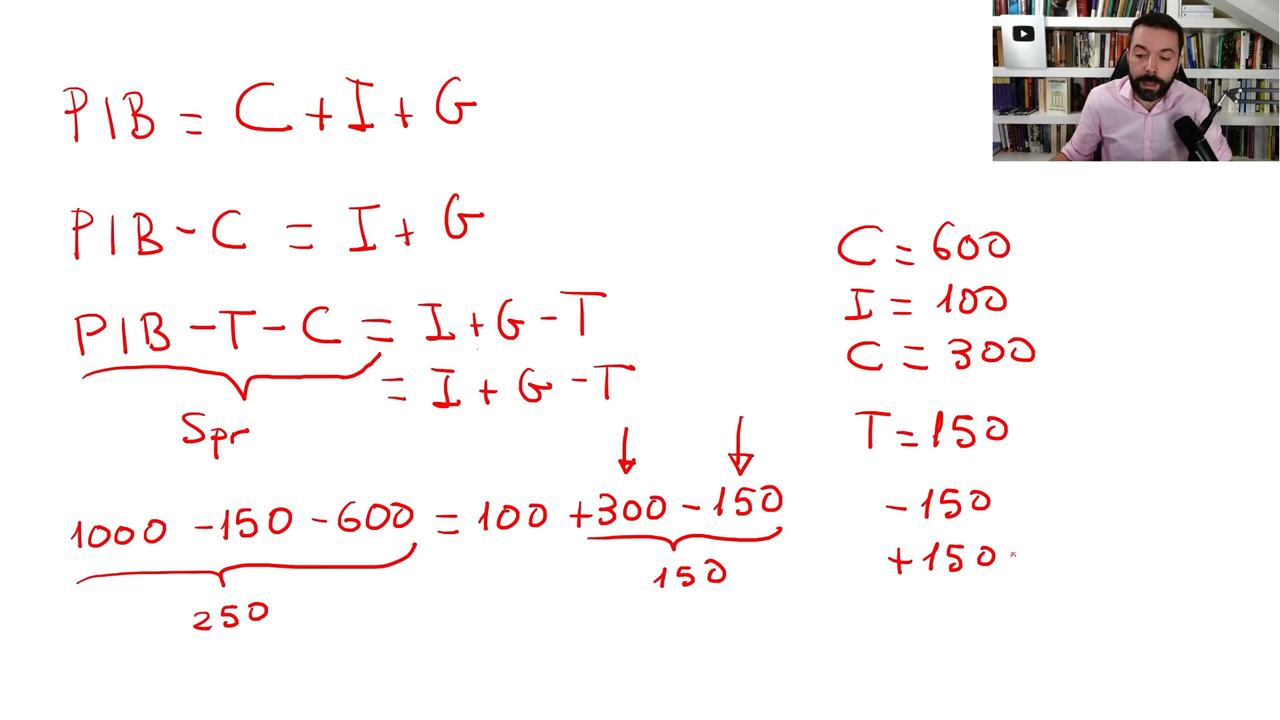 PIB = C + I + G
PIB - C = I + G
PIB - T - C = I + G - T
= I + G - T
Spr
1000 - 150 - 600 = 100 + 300 - 150
250
150
C = 600
I = 100
C = 300
T = 150
- 150
+ 150